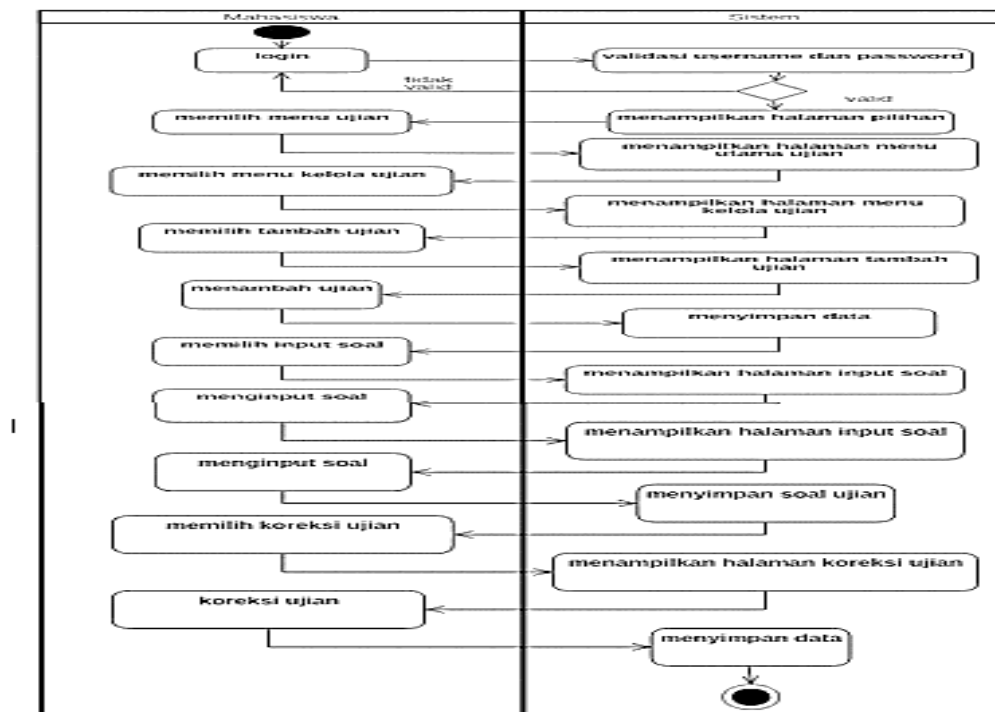 Mahasiswa
Sistem
login
validasi username dan password
tidak
valid
valid
memilih menu ujian
menampilkan halaman pilihan
menampilkan halaman menu
utama ujian
memilih menu kelola ujian
menampilkan halaman menu
kelola ujian
memilih tambah ujian
menampilkan halaman tambah
ujian
menambah ujian
menyimpan data
memilih input soal
menampilkan halaman input soal
menginput soal
menampilkan halaman input soal
menginput soal
menyimpan soal ujian
memilih koreksi ujian
menampilkan halaman koreksi ujian
koreksi ujian
menyimpan data